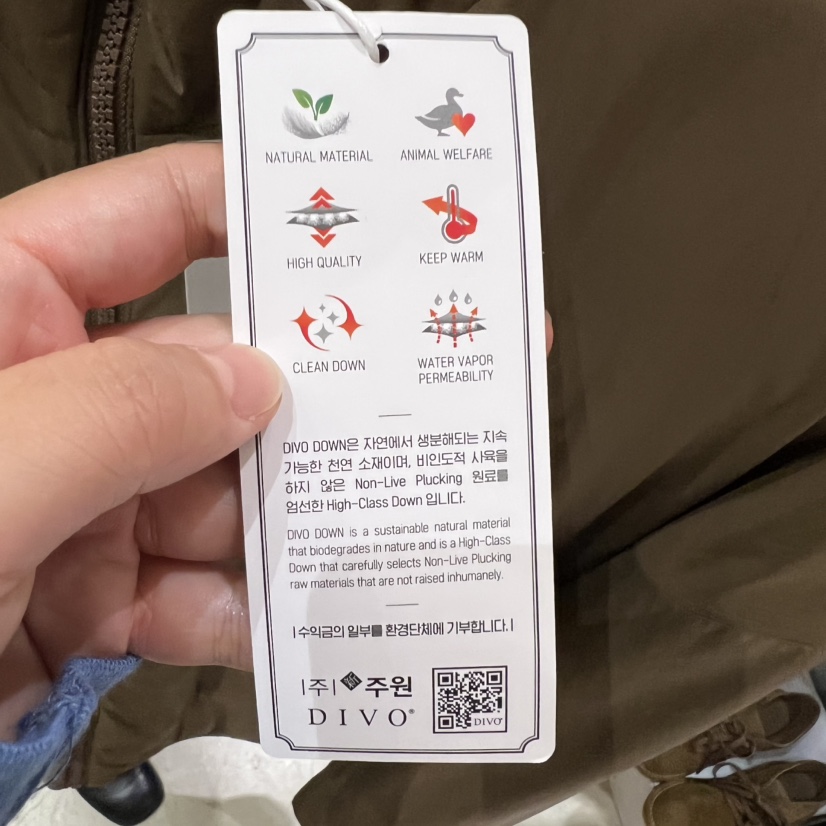 NATURAL MATERIAL
ANIMAL WELFARE
HIGH QUALITY
KEEP WARM
CLEAN DOWN
WATER VAPOR
PERMEABILITY
DIVO DOWN은 자연에서 생분해되는 지속
가능한 천연 소재이며, 비인도적 사육을
하지 않은 Non-Live Plucking 원료를
엄선한 High-Class Down 입니다.
DIVO DOWN is a sustainable natural material
that biodegrades in nature and is a High-Class
Down that carefully selects Non-Live Plucking
raw materials that are not raised inhumanely.
|수익금의 일부를 환경단체에 기부합니다.|
|주| 주원
DIVO®
DIVO®